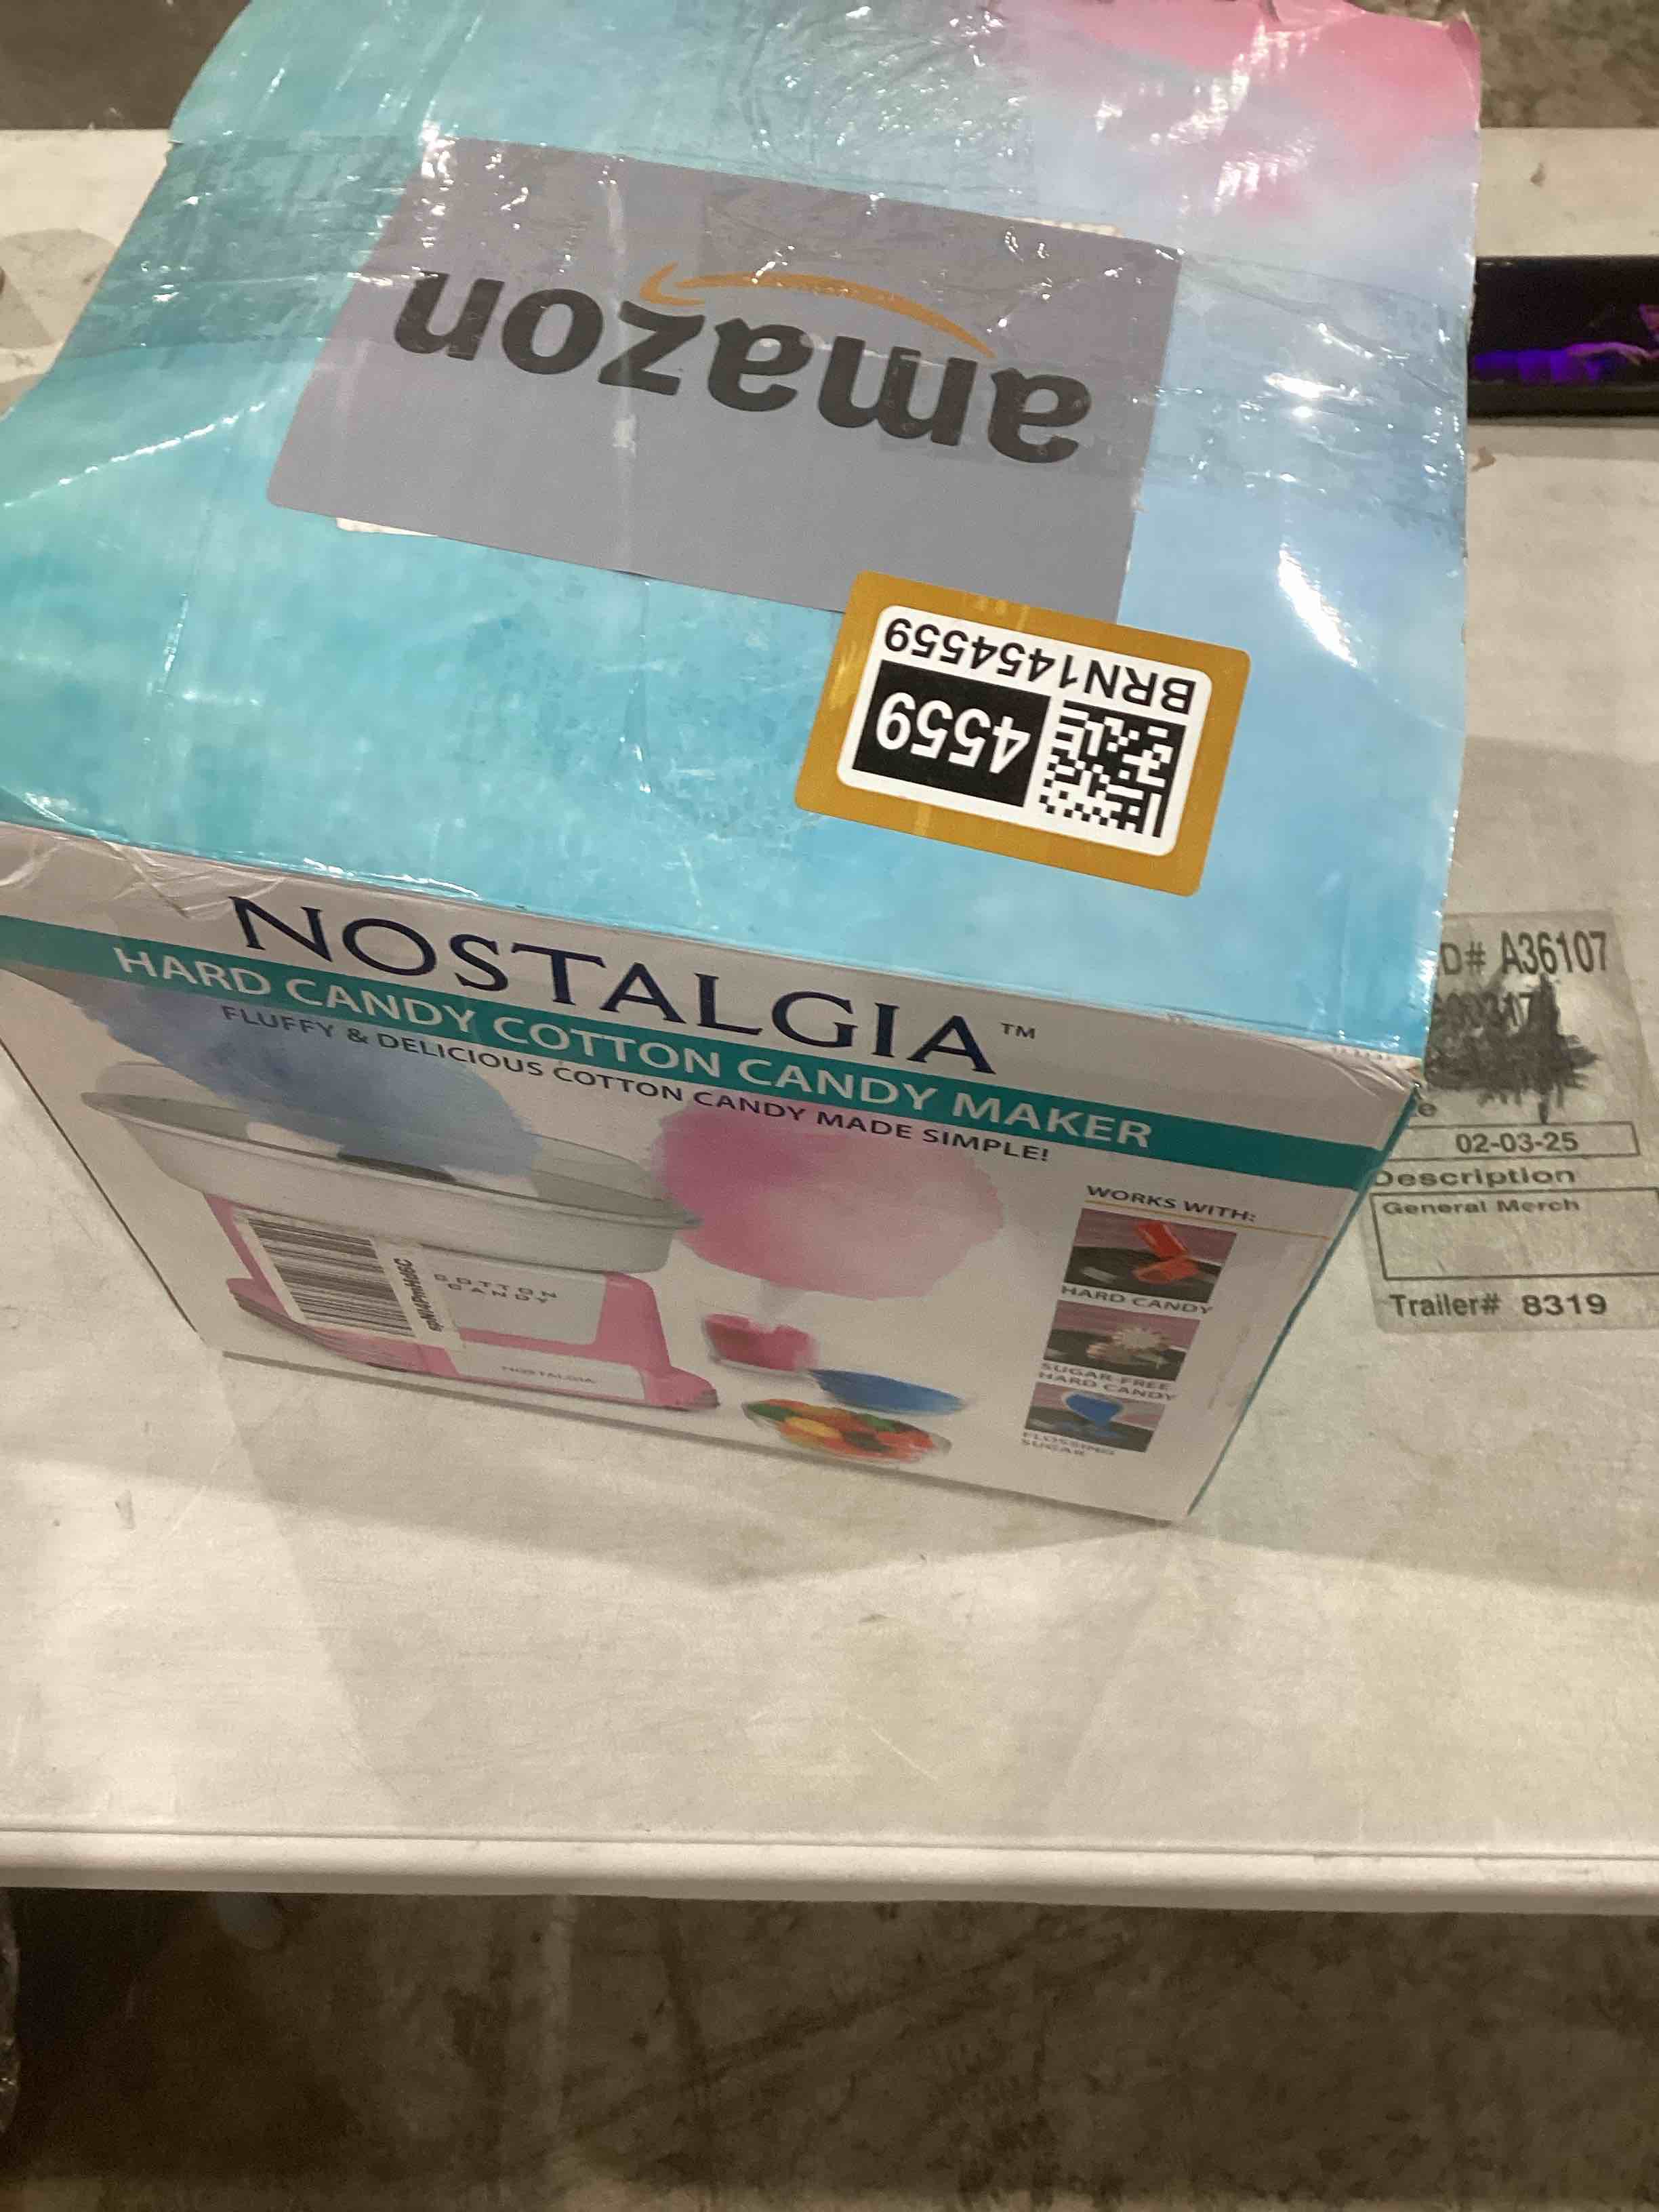 amazon
BRN1454559
4559
NOSTALGIA™
HARD CANDY COTTON CANDY MAKER
FLUFFY & DELICIOUS COTTON CANDY MADE SIMPLE!
WORKS WITH:
HARD CANDY
SUGAR-FREE
HARD CANDY
FLOSSING
SUGAR
COTTON
CANDY
NOSTALGIA
D# A36107
02-03-25
Description
General Merch
Trailer# 8319